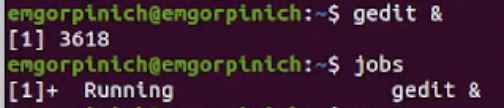 emgorpinich@emgorpinich:~$ gedit &
[1] 3618
emgorpinich@emgorpinich:~$ jobs
[1]+  Running                 gedit &